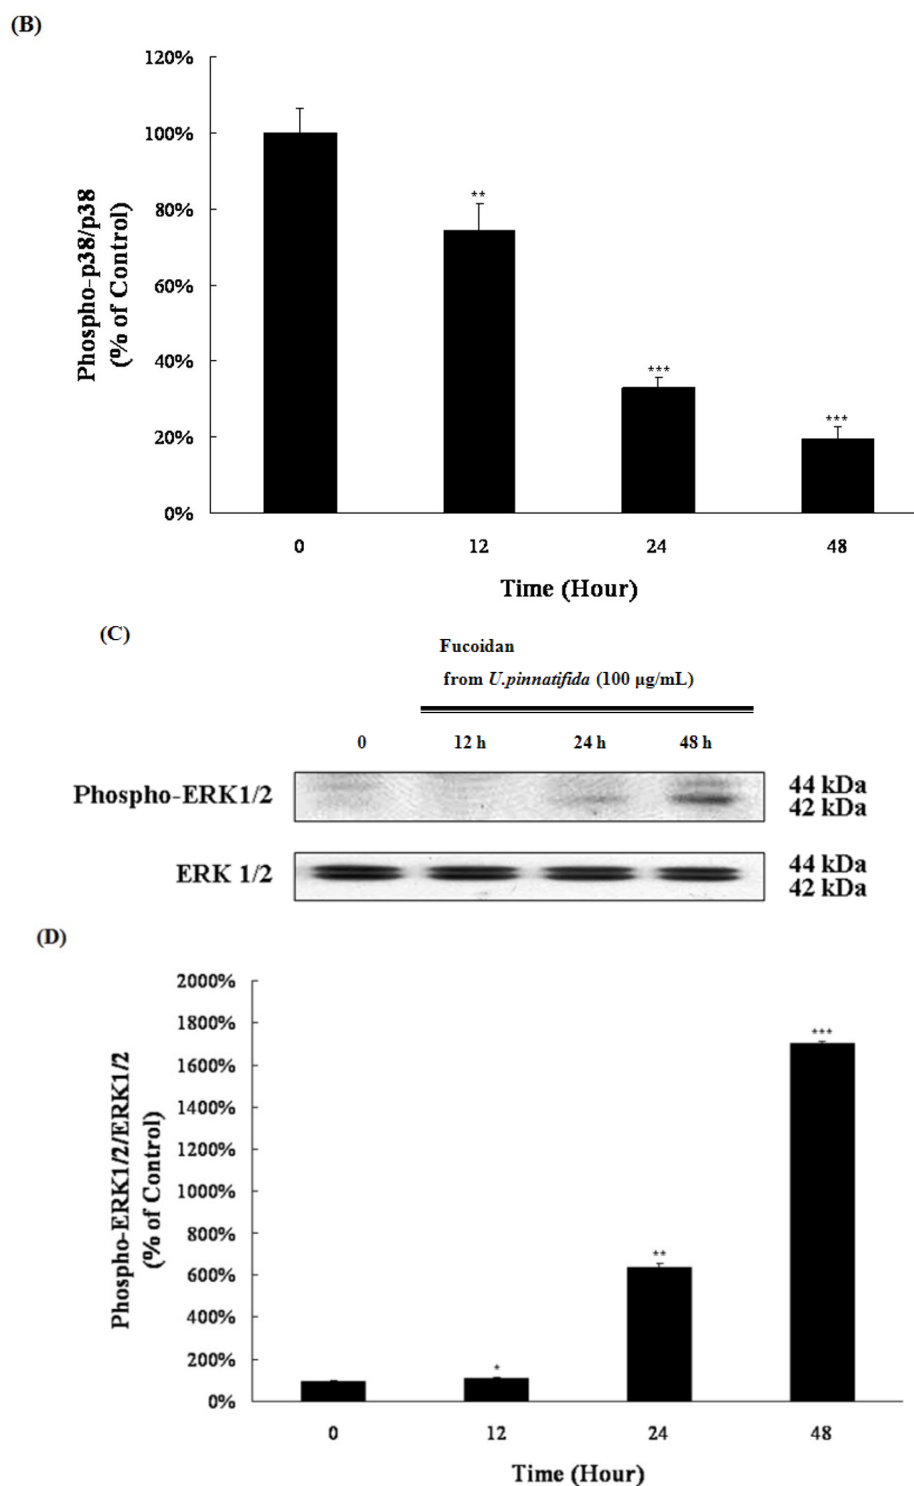 (B)
120%
100%
80%
60%
40%
20%
0%
Phospho-p38/p38
(% of Control)
**
***
***
0 12 24 48
Time (Hour)
(C)
Fucoidan
from U.pinnatifida (100 µg/mL)
0 12 h 24 h 48 h
Phospho-ERK1/2
44 kDa
42 kDa
ERK 1/2
44 kDa
42 kDa
(D)
2000%
1800%
1600%
1400%
1200%
1000%
800%
600%
400%
200%
0%
Phospho-ERK1/2/ERK1/2
(% of Control)
*
**
***
0 12 24 48
Time (Hour)